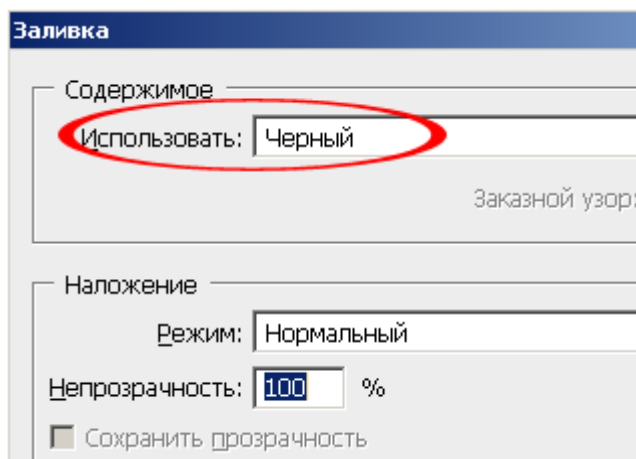 Заливка
Содержимое
Использовать: Черный
Заказной узор:
Наложение
Режим: Нормальный
Непрозрачность: 100 %
Сохранить прозрачность